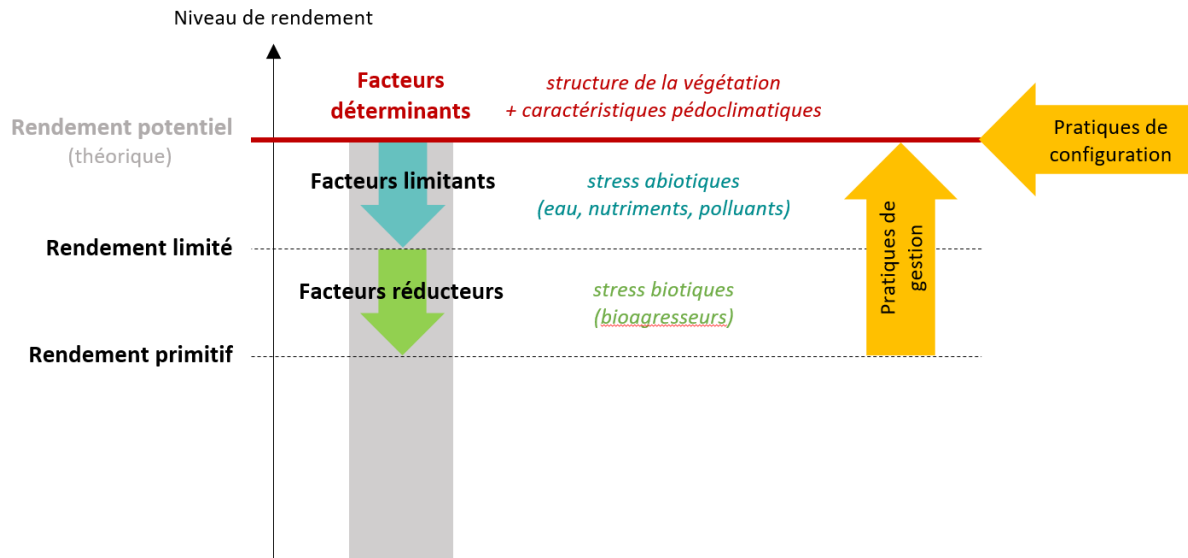 Niveau de rendement
Facteurs
déterminants
structure de la végétation
+ caractéristiques pédoclimatiques
Rendement potentiel
(théorique)
Pratiques de
configuration
Facteurs limitants
stress abiotiques
(eau, nutriments, polluants)
Rendement limité
Pratiques de
gestion
Facteurs réducteurs
stress biotiques
(bioagresseurs)
Rendement primitif